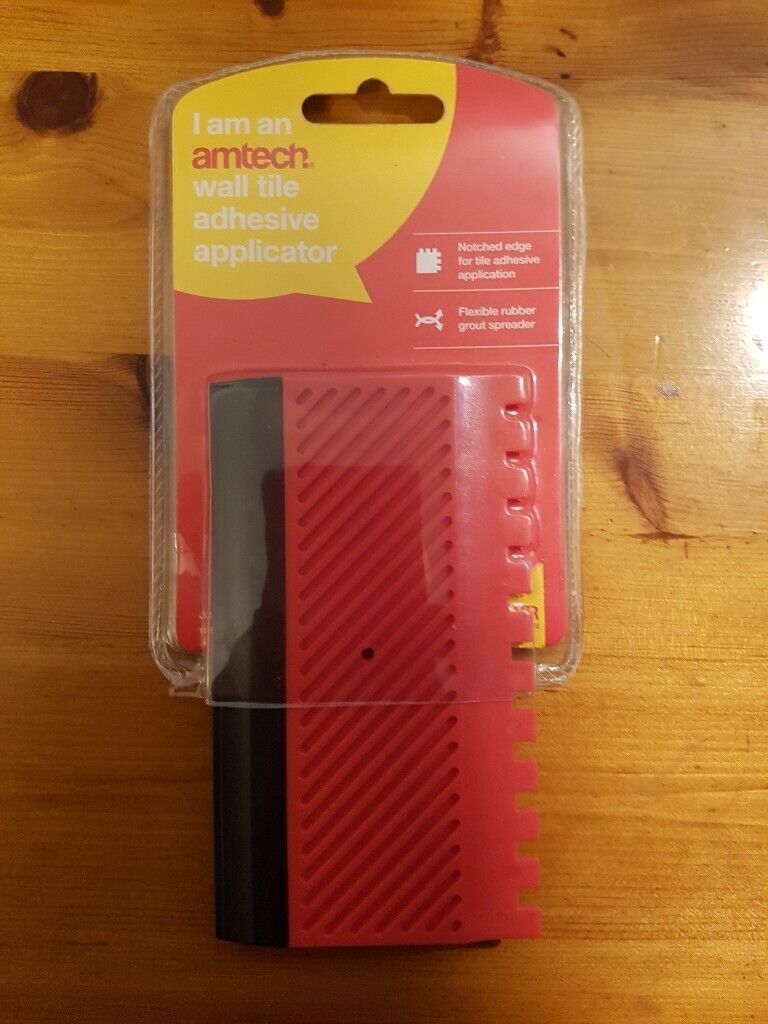 I am an
amtech®
wall tile
adhesive
applicator
Notched edge
for tile adhesive
application
Flexible rubber
grout spreader